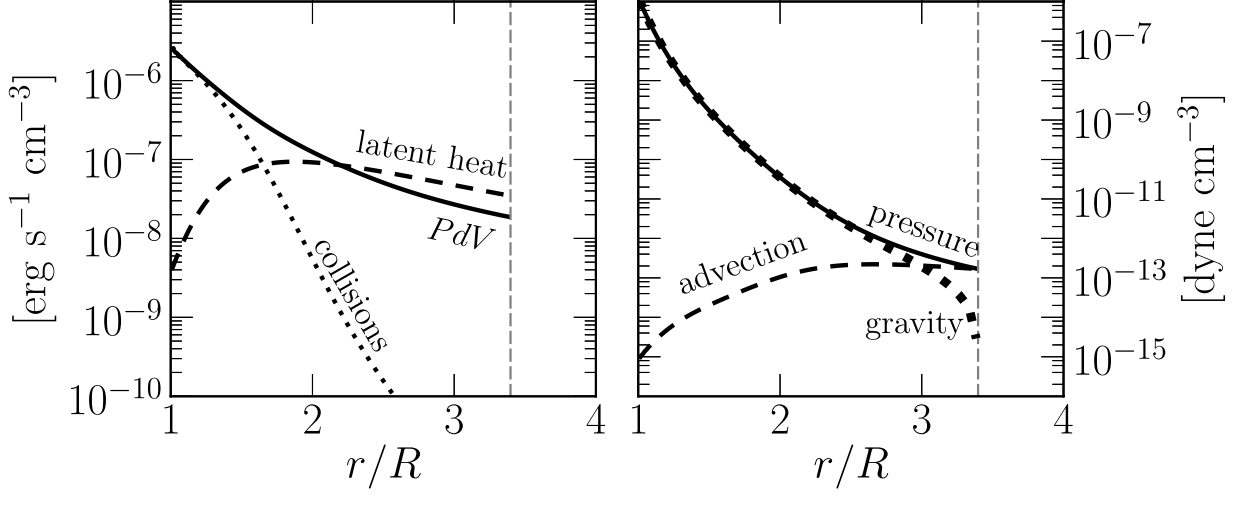 [erg s⁻¹ cm⁻³]
10⁻⁶
10⁻⁷
10⁻⁸
10⁻⁹
10⁻¹⁰
latent heat
PdV
collisions
1 2 3 4
r/R
pressure
advection
gravity
1 2 3 4
r/R
10⁻⁷
10⁻⁹
10⁻¹¹
10⁻¹³
10⁻¹⁵
[dyne cm⁻³]